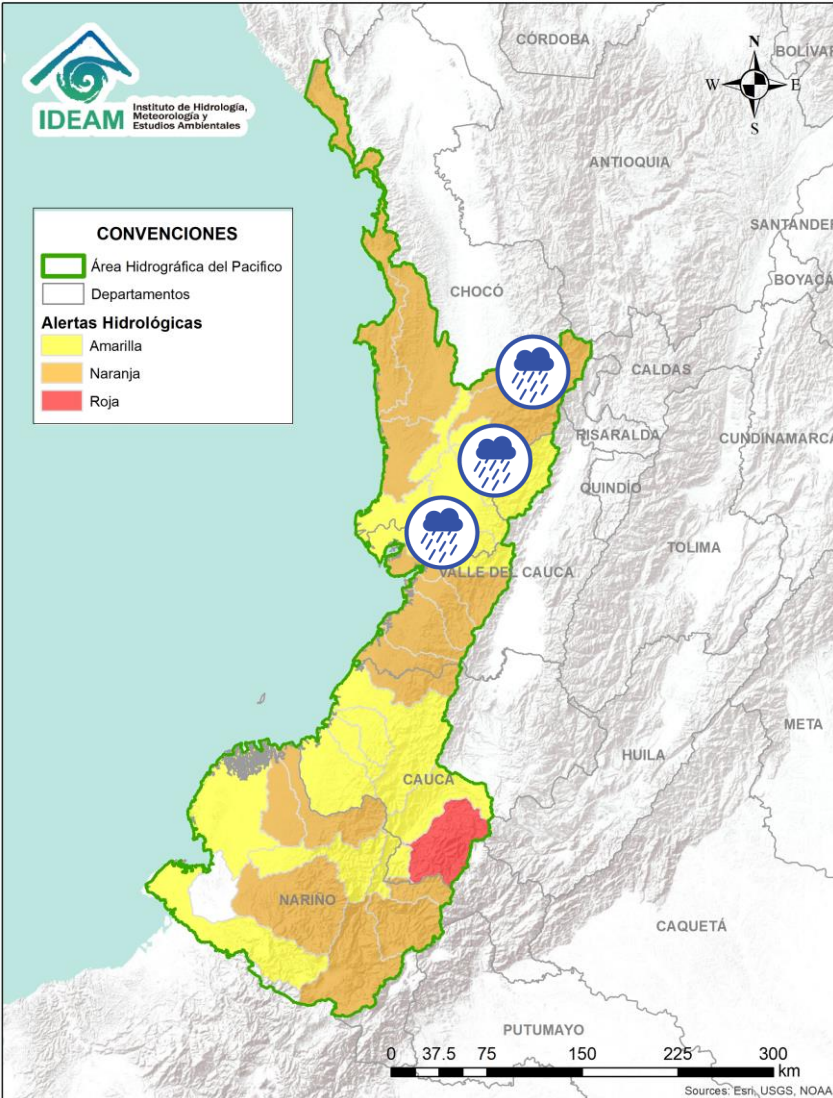 IDEAM
Instituto de Hidrología,
Meteorología y
Estudios Ambientales
CÓRDOBA
BOLÍVAR
N
W
E
S
ANTIOQUIA
SANTANDER
BOYACÁ
CONVENCIONES
Área Hidrográfica del Pacifico
Departamentos
Alertas Hidrológicas
Amarilla
Naranja
Roja
CHOCÓ
CALDAS
RISARALDA
CUNDINAMARCA
QUINDÍO
TOLIMA
VALLE DEL CAUCA
META
HUILA
CAUCA
NARIÑO
CAQUETÁ
PUTUMAYO
0 37.5 75 150 225 300
km
Sources: Esri, USGS, NOAA